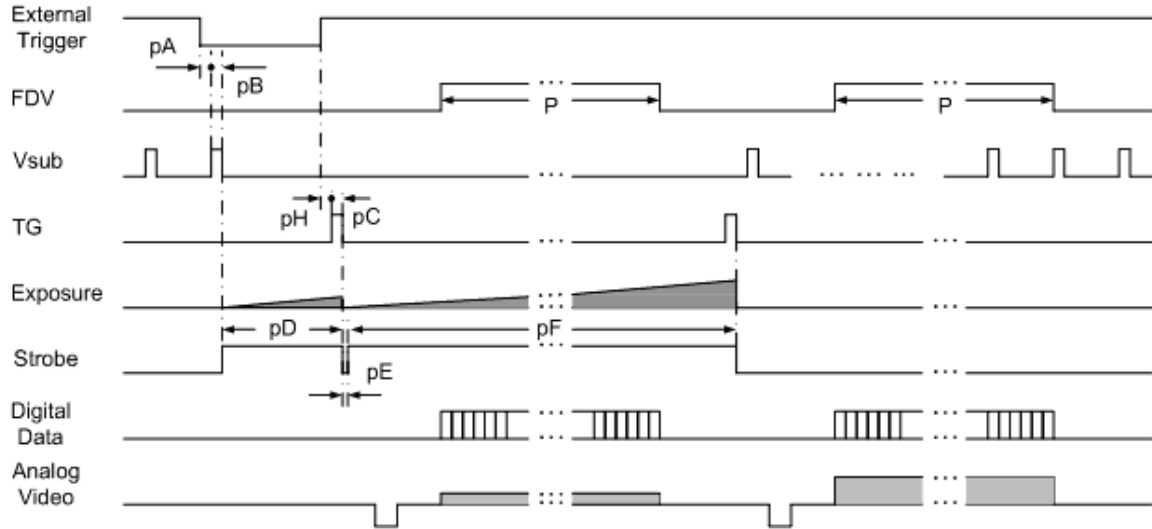 External
Trigger
pA
pB
FDV
P
P
Vsub
pH
pC
TG
Exposure
pD
pF
Strobe
pE
Digital
Data
Analog
Video